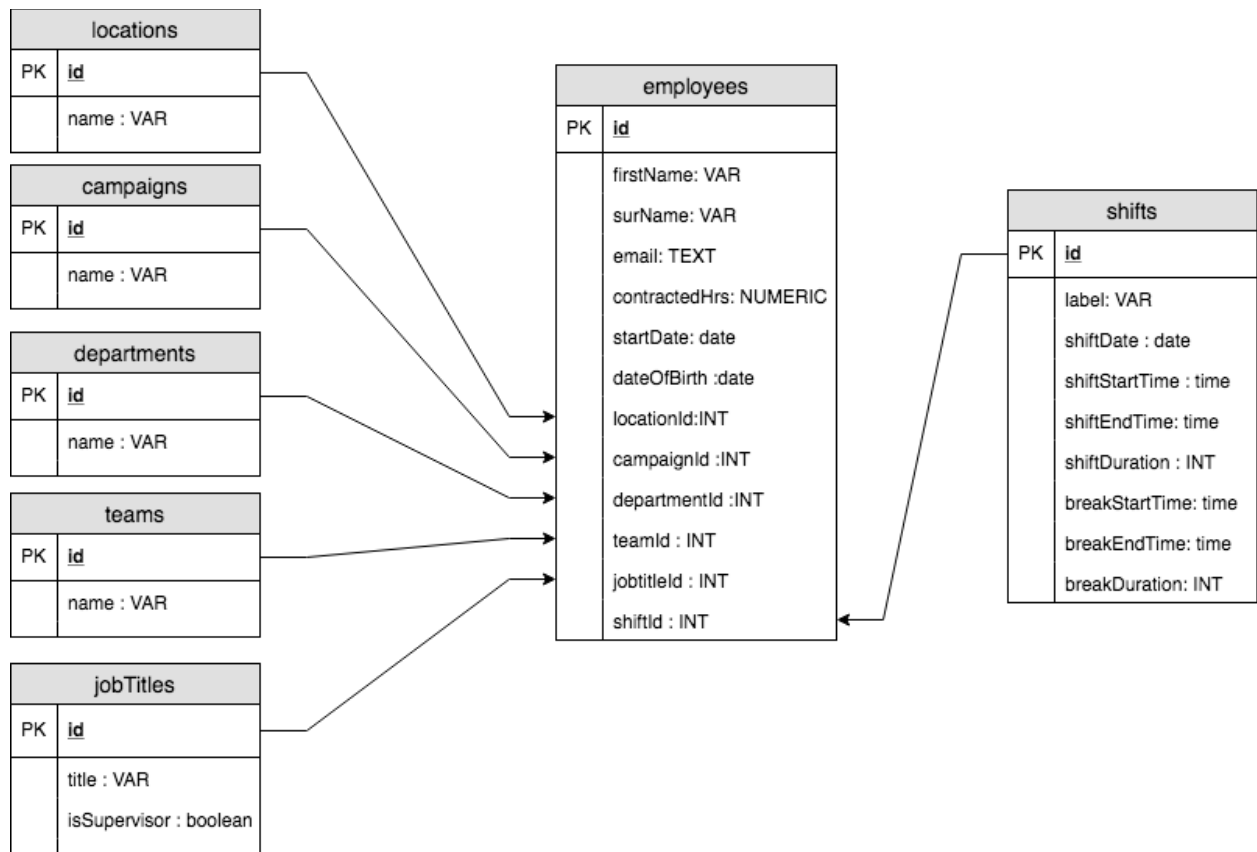 locations
PK id
name : VAR
campaigns
PK id
name : VAR
departments
PK id
name : VAR
teams
PK id
name : VAR
jobTitles
PK id
title : VAR
isSupervisor : boolean
employees
PK id
firstName: VAR
surName: VAR
email: TEXT
contractedHrs: NUMERIC
startDate: date
dateOfBirth :date
locationId:INT
campaignId :INT
departmentId :INT
teamId : INT
jobtitleId : INT
shiftId : INT
shifts
PK id
label: VAR
shiftDate : date
shiftStartTime : time
shiftEndTime: time
shiftDuration : INT
breakStartTime: time
breakEndTime: time
breakDuration: INT